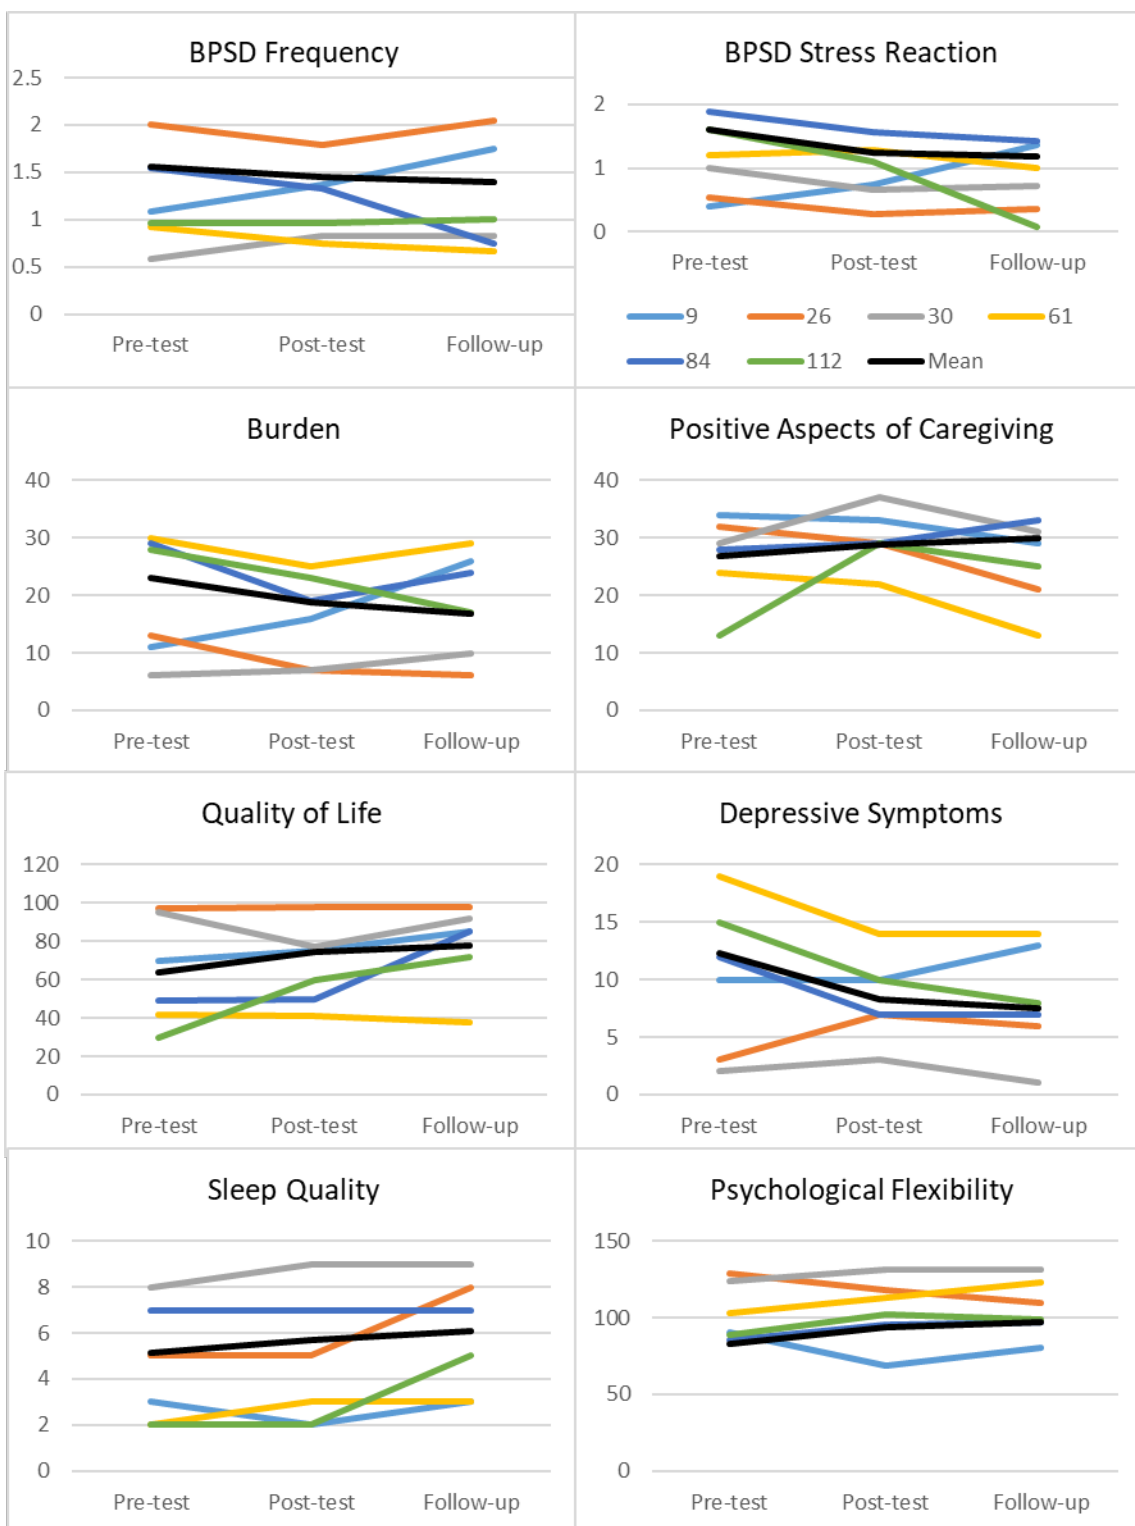 BPSD Frequency
2.5
2
1.5
1
0.5
0
Pre-test Post-test Follow-up
BPSD Stress Reaction
2
1
0
Pre-test Post-test Follow-up
9 26 30 61
84 112 Mean
Burden
40
30
20
10
0
Pre-test Post-test Follow-up
Positive Aspects of Caregiving
40
30
20
10
0
Pre-test Post-test Follow-up
Quality of Life
120
100
80
60
40
20
0
Pre-test Post-test Follow-up
Depressive Symptoms
20
15
10
5
0
Pre-test Post-test Follow-up
Sleep Quality
10
8
6
4
2
0
Pre-test Post-test Follow-up
Psychological Flexibility
150
100
50
0
Pre-test Post-test Follow-up